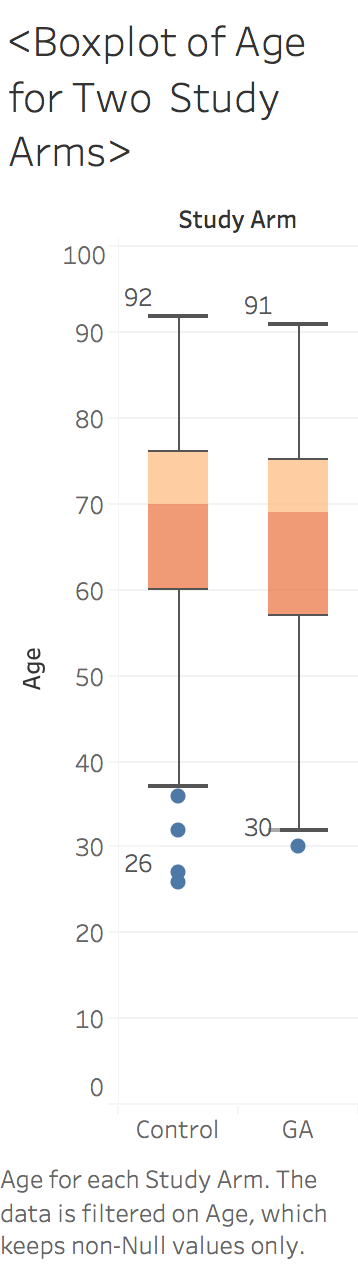 <Boxplot of Age
for Two Study
Arms>
Study Arm
100
92
91
90
80
70
60
50
Age
40
30
30
26
20
10
0
Control GA
Age for each Study Arm. The
data is filtered on Age, which
keeps non-Null values only.